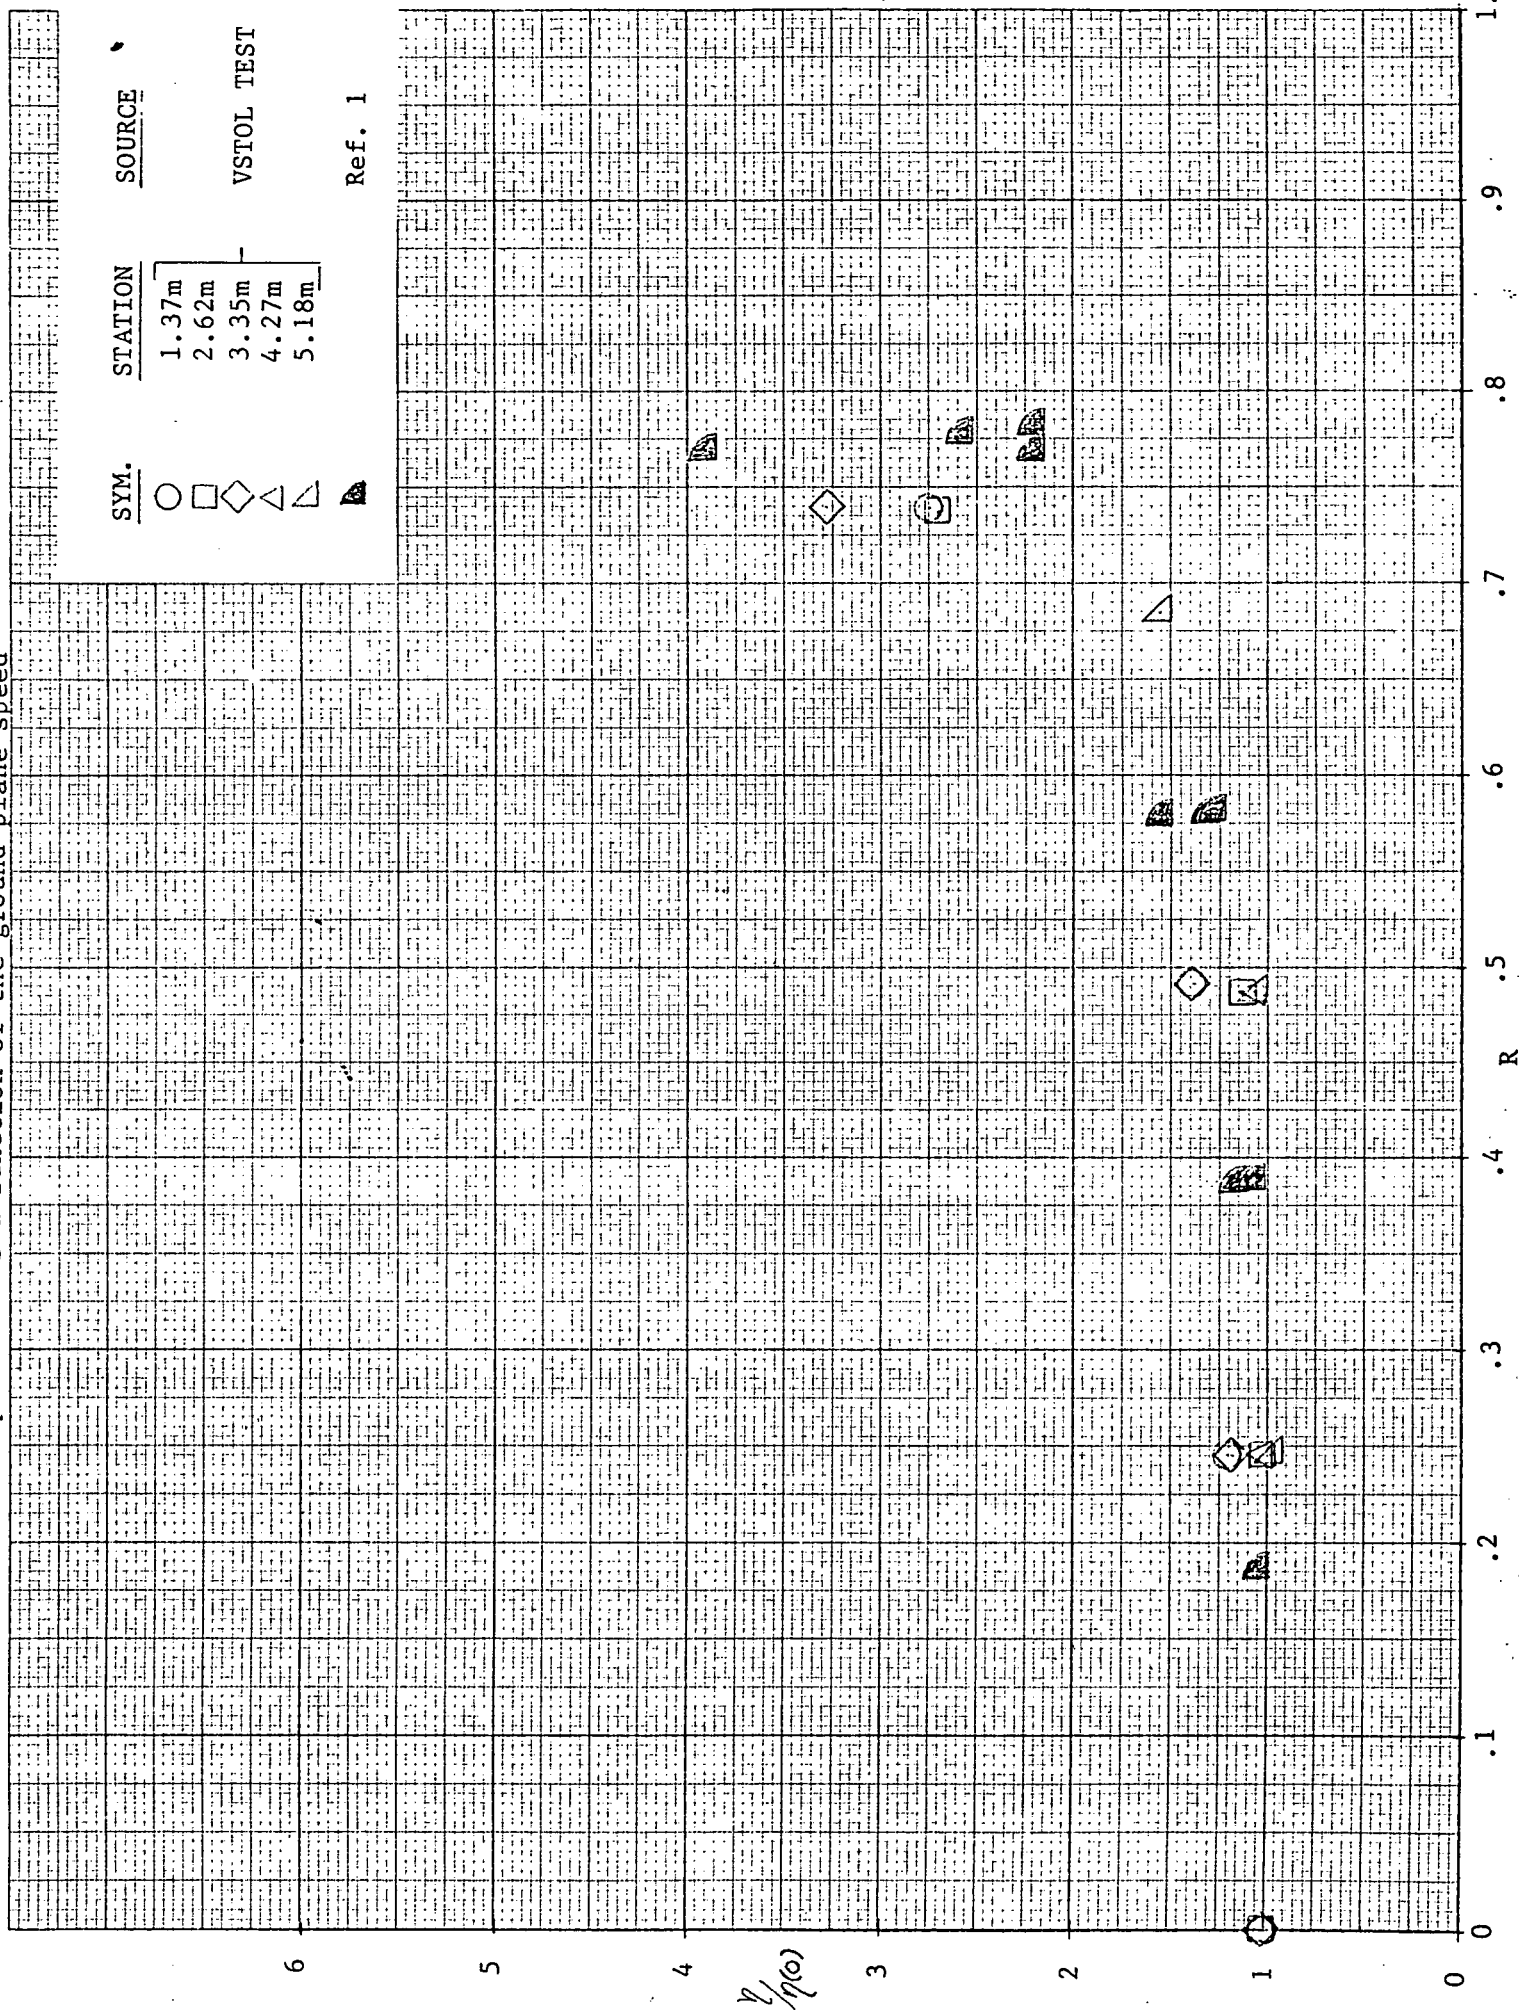 function of the ground plane speed
SYM. STATION SOURCE
1.37m
2.62m
3.35m VSTOL TEST
4.27m
5.18m
Ref. 1
6
5
4
η/η(0)
3
2
1
0
0 .1 .2 .3 .4 .5 .6 .7 .8 .9 1.
R